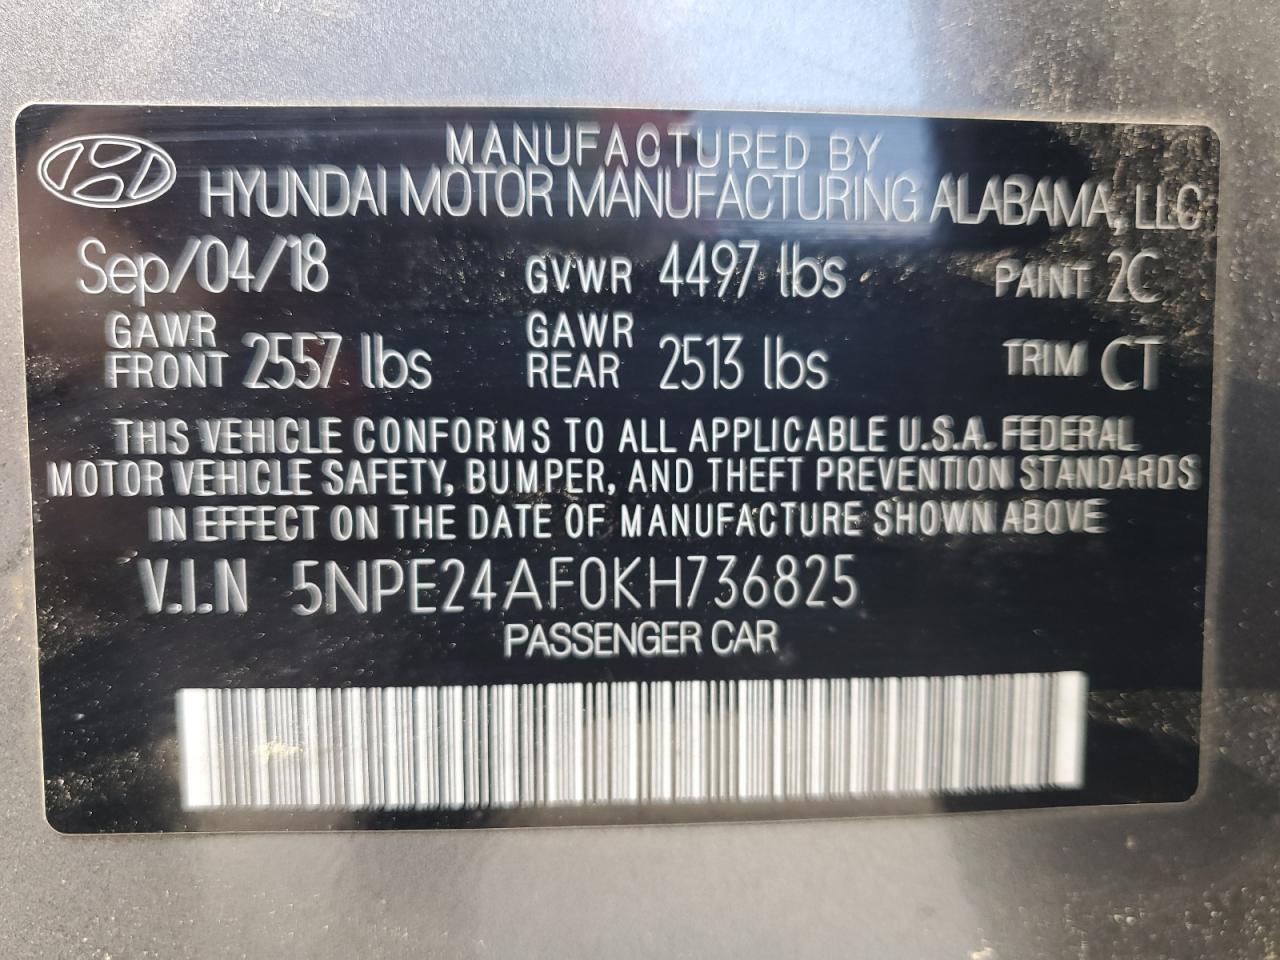 MANUFACTURED BY
HYUNDAI MOTOR MANUFACTURING ALABAMA, LLC
Sep/04/18 GVWR 4497 lbs PAINT 2C
GAWR FRONT 2557 lbs GAWR REAR 2513 lbs TRIM CT
THIS VEHICLE CONFORMS TO ALL APPLICABLE U.S.A. FEDERAL
MOTOR VEHICLE SAFETY, BUMPER, AND THEFT PREVENTION STANDARDS
IN EFFECT ON THE DATE OF MANUFACTURE SHOWN ABOVE
V.I.N 5NPE24AF0KH736825
PASSENGER CAR